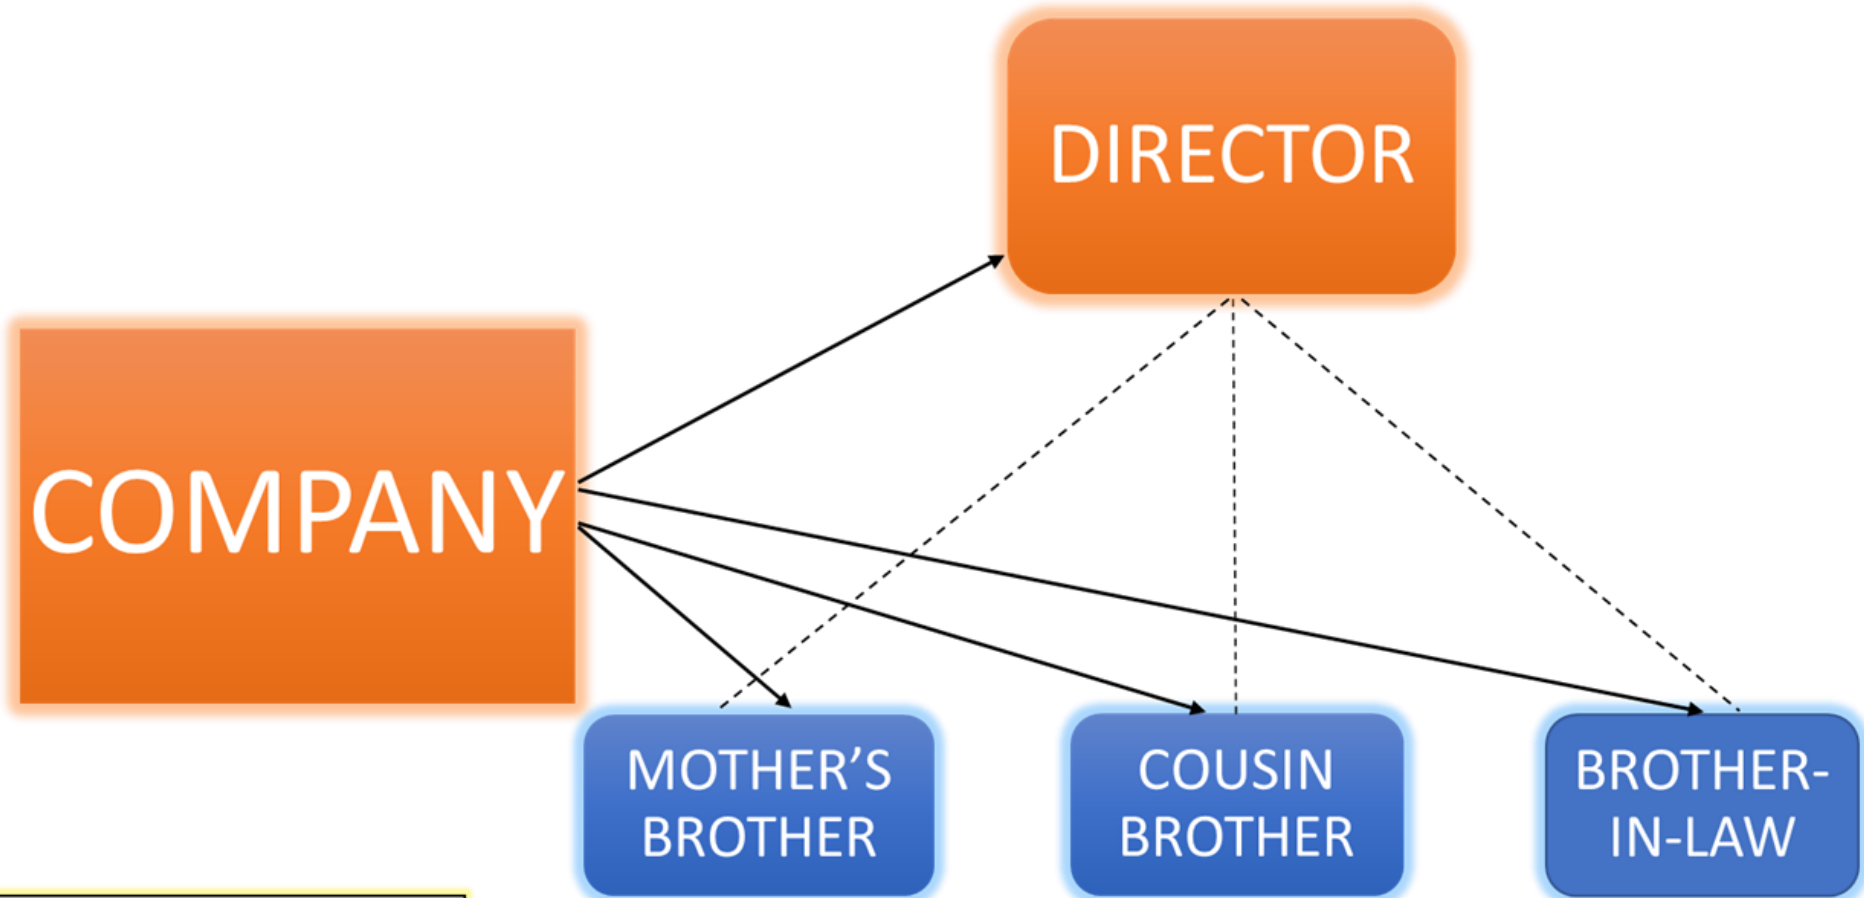 DIRECTOR
COMPANY
MOTHER’S
BROTHER
COUSIN
BROTHER
BROTHER-
IN-LAW